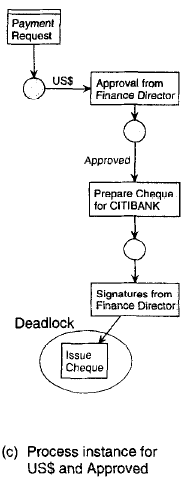 Payment
Request
US$
Approval from
Finance Director
Approved
Prepare Cheque
for CITIBANK
Signatures from
Finance Director
Deadlock
Issue
Cheque
(c) Process instance for
US$ and Approved